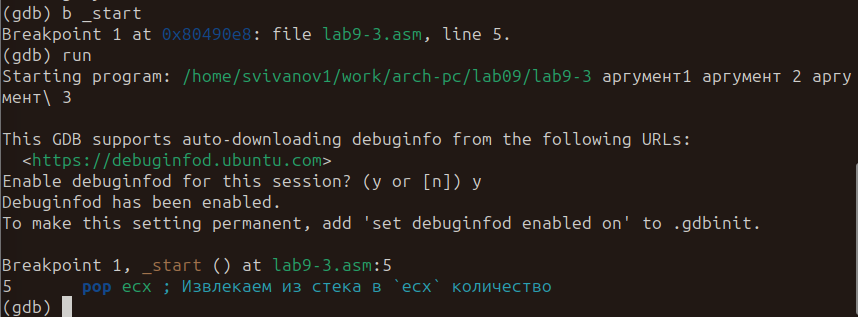 (gdb) b _start
Breakpoint 1 at 0x80490e8: file lab9-3.asm, line 5.
(gdb) run
Starting program: /home/svivanov1/work/arch-pc/lab09/lab9-3 аргумент1 аргумент 2 аргу
мент\ 3
This GDB supports auto-downloading debuginfo from the following URLs:
<https://debuginfod.ubuntu.com>
Enable debuginfod for this session? (y or [n]) y
Debuginfod has been enabled.
To make this setting permanent, add 'set debuginfod enabled on' to .gdbinit.
Breakpoint 1, _start () at lab9-3.asm:5
5 pop ecx ; Извлекаем из стека в `ecx` количество
(gdb)